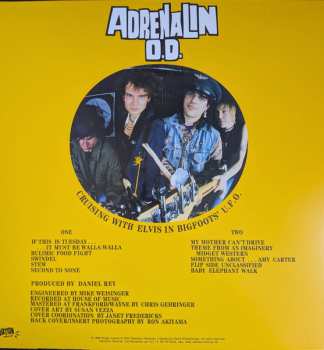 ADRENALIN
O.D.
CRUISING WITH ELVIS IN BIGFOOTS' U.F.O.
ONE
IF THIS IS TUESDAY . . .
IT MUST BE WALLA WALLA
BULIMIC FOOD FIGHT
SWINDEL
STEM
SECOND TO NONE
TWO
MY MOTHER CAN'T DRIVE
THEME FROM AN IMAGINERY
MIDGET WESTERN
SOMETHING ABOUT . . . AMY CARTER
FLIP SIDE UNCLASSIFIED
BABY ELEPHANT WALK
PRODUCED BY DANIEL REY
ENGINEERED BY MIKE WEISINGER
RECORDED AT HOUSE OF MUSIC
MASTERED AT FRANKFORD/WAYNE BY CHRIS GEHRINGER
COVER ART BY SUSAN VEZZA
COVER COORDINATION BY JANET FREDERICKS
BACK COVER/INSERT PHOTOGRAPHY BY RON AKIYAMA